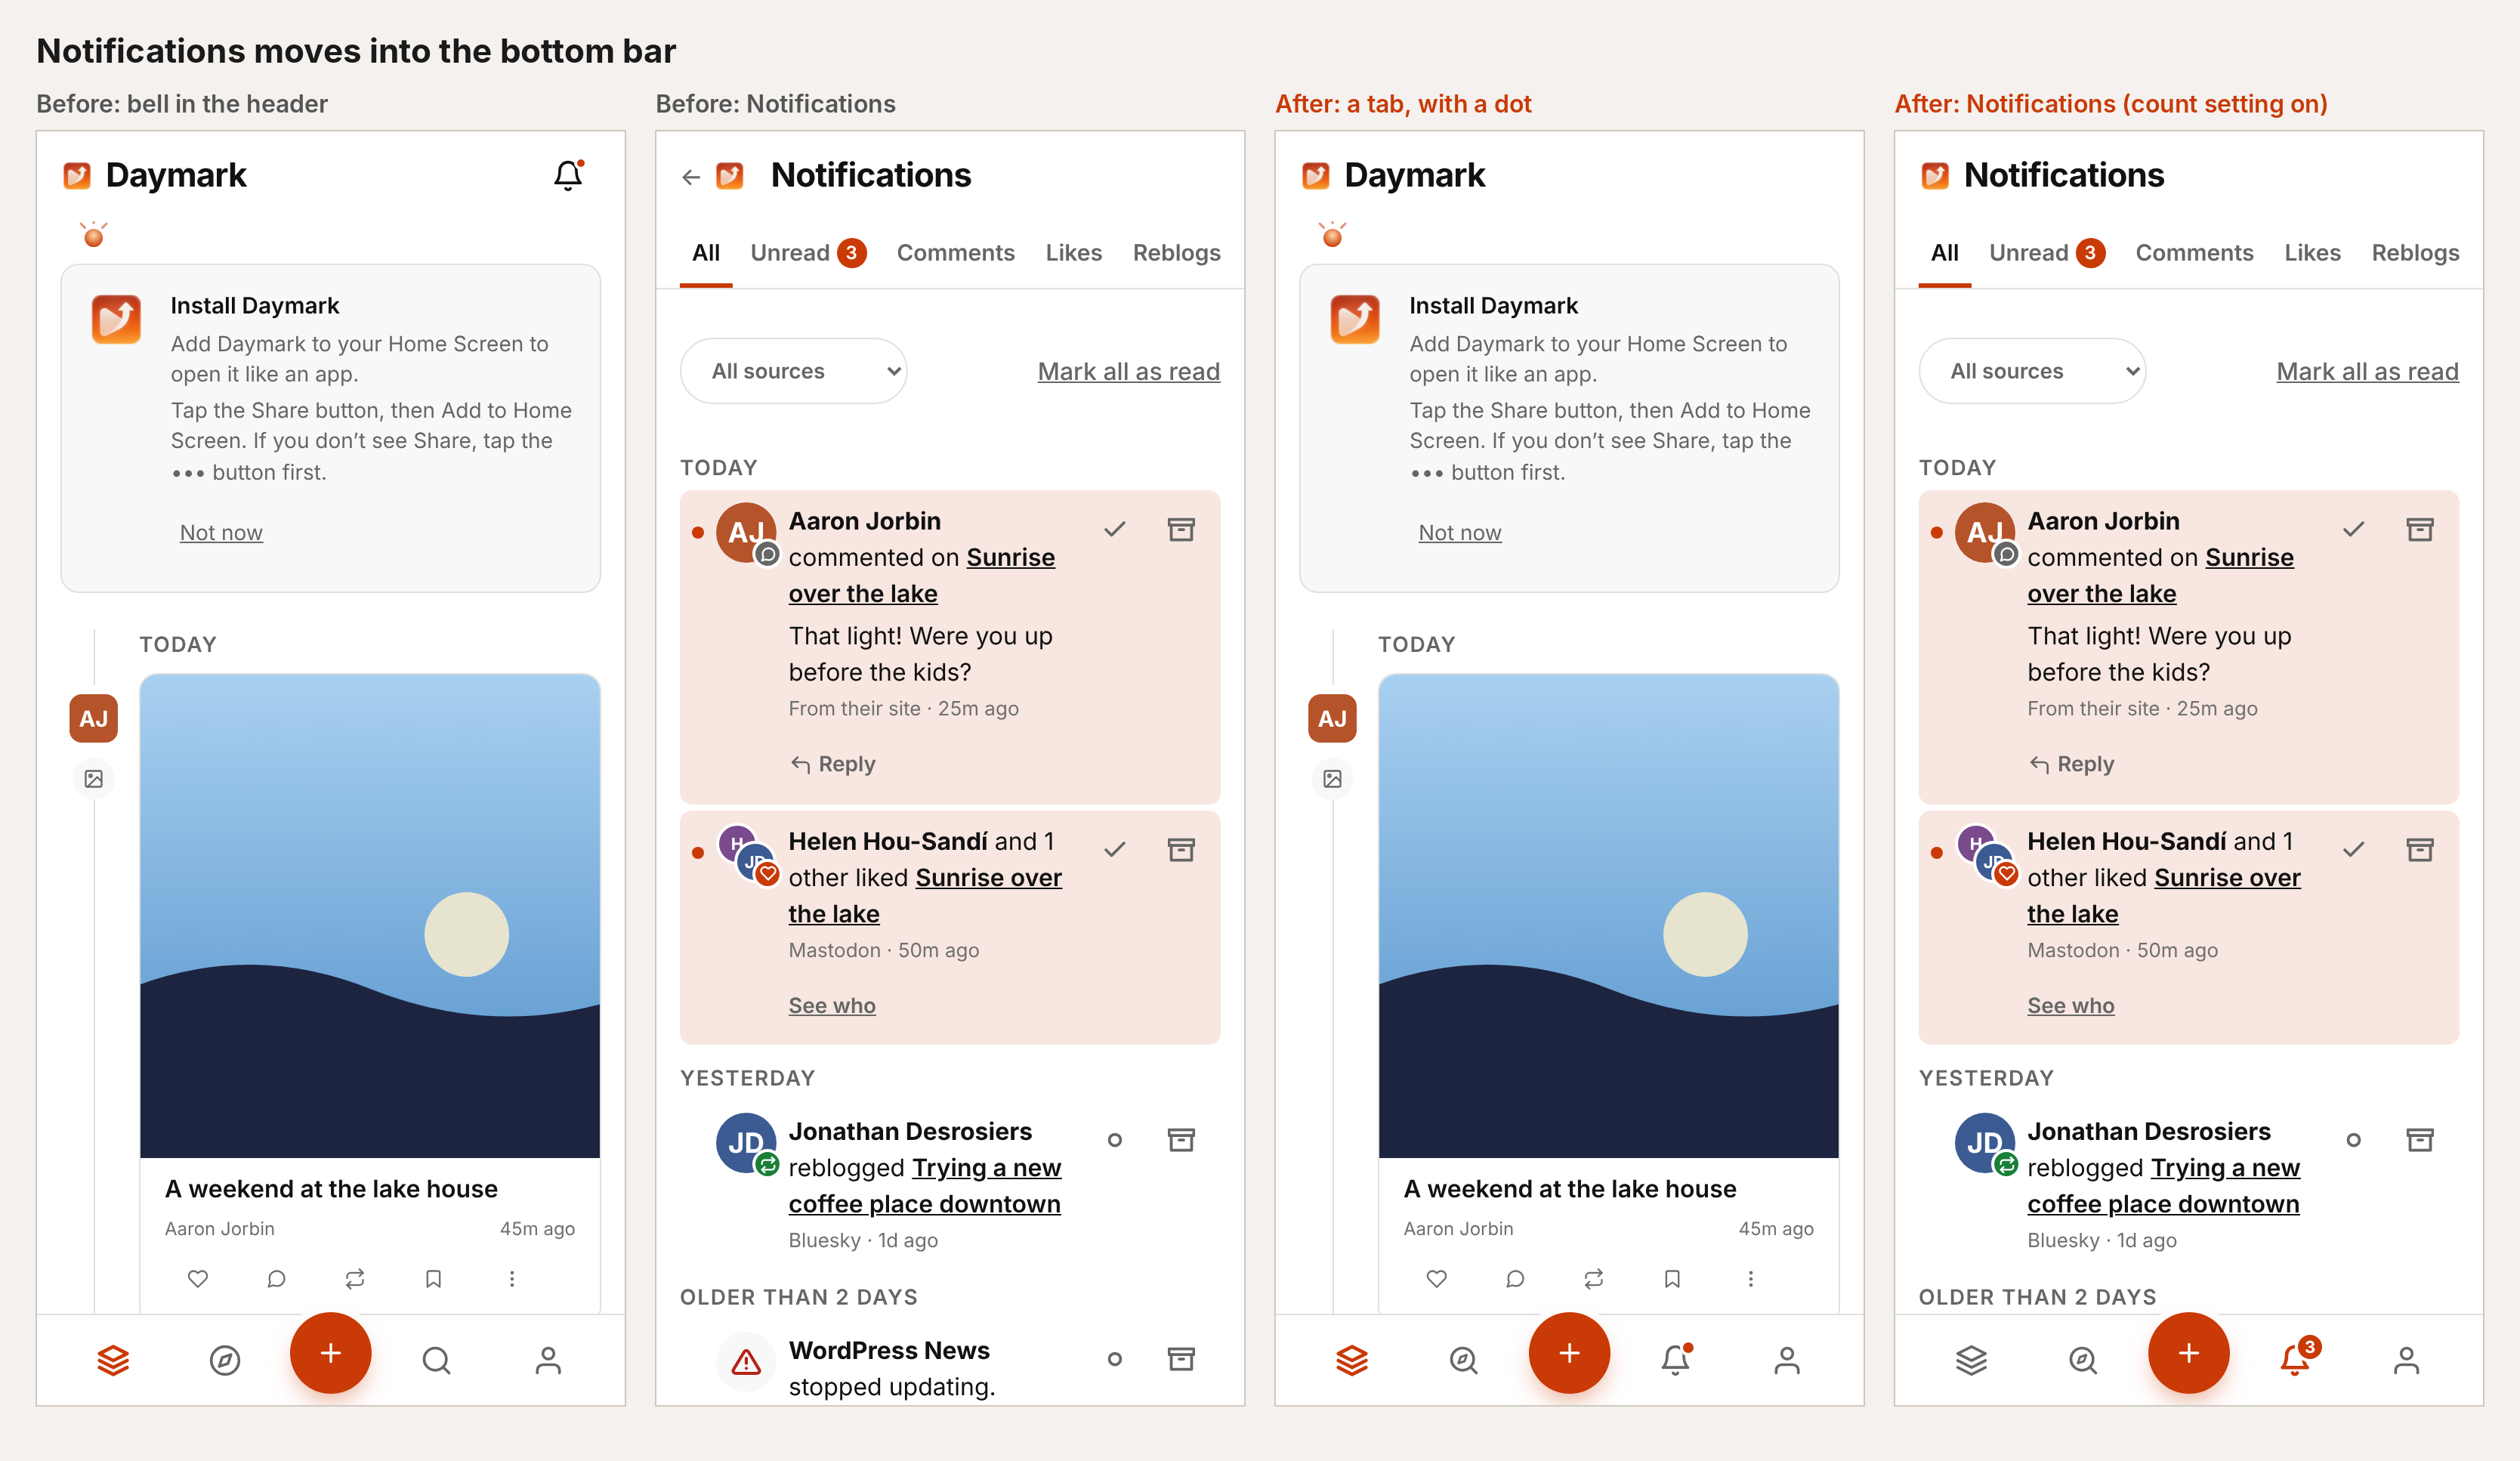 Notifications moves into the bottom bar
Before: bell in the header
Daymark
Install Daymark
Add Daymark to your Home Screen to
open it like an app.
Tap the Share button, then Add to Home
Screen. If you don’t see Share, tap the
••• button first.
Not now
TODAY
AJ
A weekend at the lake house
Aaron Jorbin
45m ago
Before: Notifications
Notifications
All
Unread 3
Comments
Likes
Reblogs
All sources
Mark all as read
TODAY
AJ
Aaron Jorbin
commented on Sunrise
over the lake
That light! Were you up
before the kids?
From their site · 25m ago
Reply
H
JD
Helen Hou-Sandí and 1
other liked Sunrise over
the lake
Mastodon · 50m ago
See who
YESTERDAY
JD
Jonathan Desrosiers
reblogged Trying a new
coffee place downtown
Bluesky · 1d ago
OLDER THAN 2 DAYS
WordPress News
stopped updating.
After: a tab, with a dot
Daymark
Install Daymark
Add Daymark to your Home Screen to
open it like an app.
Tap the Share button, then Add to Home
Screen. If you don’t see Share, tap the
••• button first.
Not now
TODAY
AJ
A weekend at the lake house
Aaron Jorbin
45m ago
After: Notifications (count setting on)
Notifications
All
Unread 3
Comments
Likes
Reblogs
All sources
Mark all as read
TODAY
AJ
Aaron Jorbin
commented on Sunrise
over the lake
That light! Were you up
before the kids?
From their site · 25m ago
Reply
H
JD
Helen Hou-Sandí and 1
other liked Sunrise over
the lake
Mastodon · 50m ago
See who
YESTERDAY
JD
Jonathan Desrosiers
reblogged Trying a new
coffee place downtown
Bluesky · 1d ago
OLDER THAN 2 DAYS
3